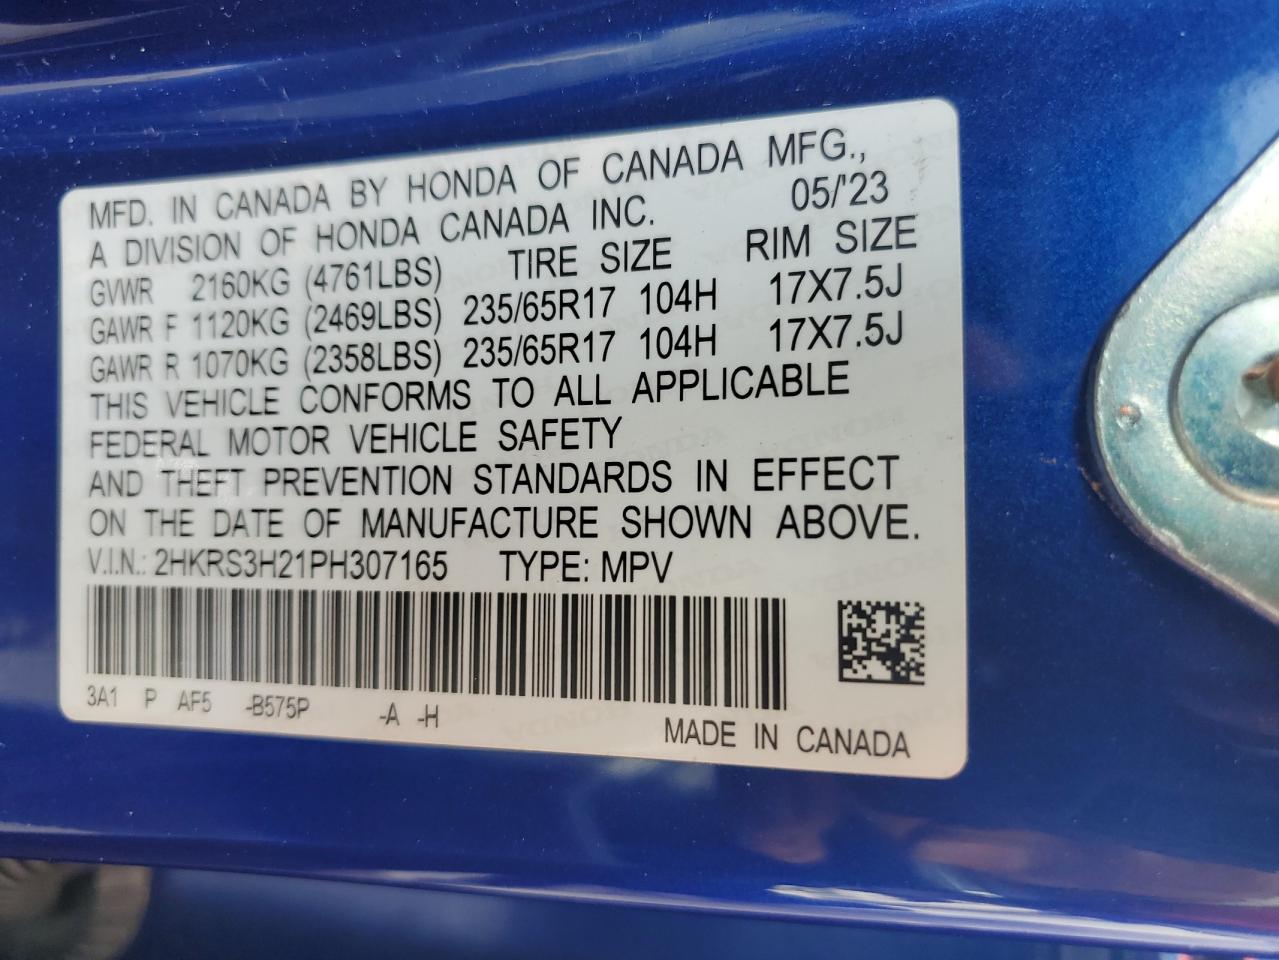 MFD. IN CANADA BY HONDA OF CANADA MFG.,
A DIVISION OF HONDA CANADA INC. 05/'23
GVWR 2160KG (4761LBS) TIRE SIZE RIM SIZE
GAWR F 1120KG (2469LBS) 235/65R17 104H 17X7.5J
GAWR R 1070KG (2358LBS) 235/65R17 104H 17X7.5J
THIS VEHICLE CONFORMS TO ALL APPLICABLE
FEDERAL MOTOR VEHICLE SAFETY
AND THEFT PREVENTION STANDARDS IN EFFECT
ON THE DATE OF MANUFACTURE SHOWN ABOVE.
V.I.N.: 2HKRS3H21PH307165 TYPE: MPV
3A1 P AF5 -B575P -A -H
MADE IN CANADA